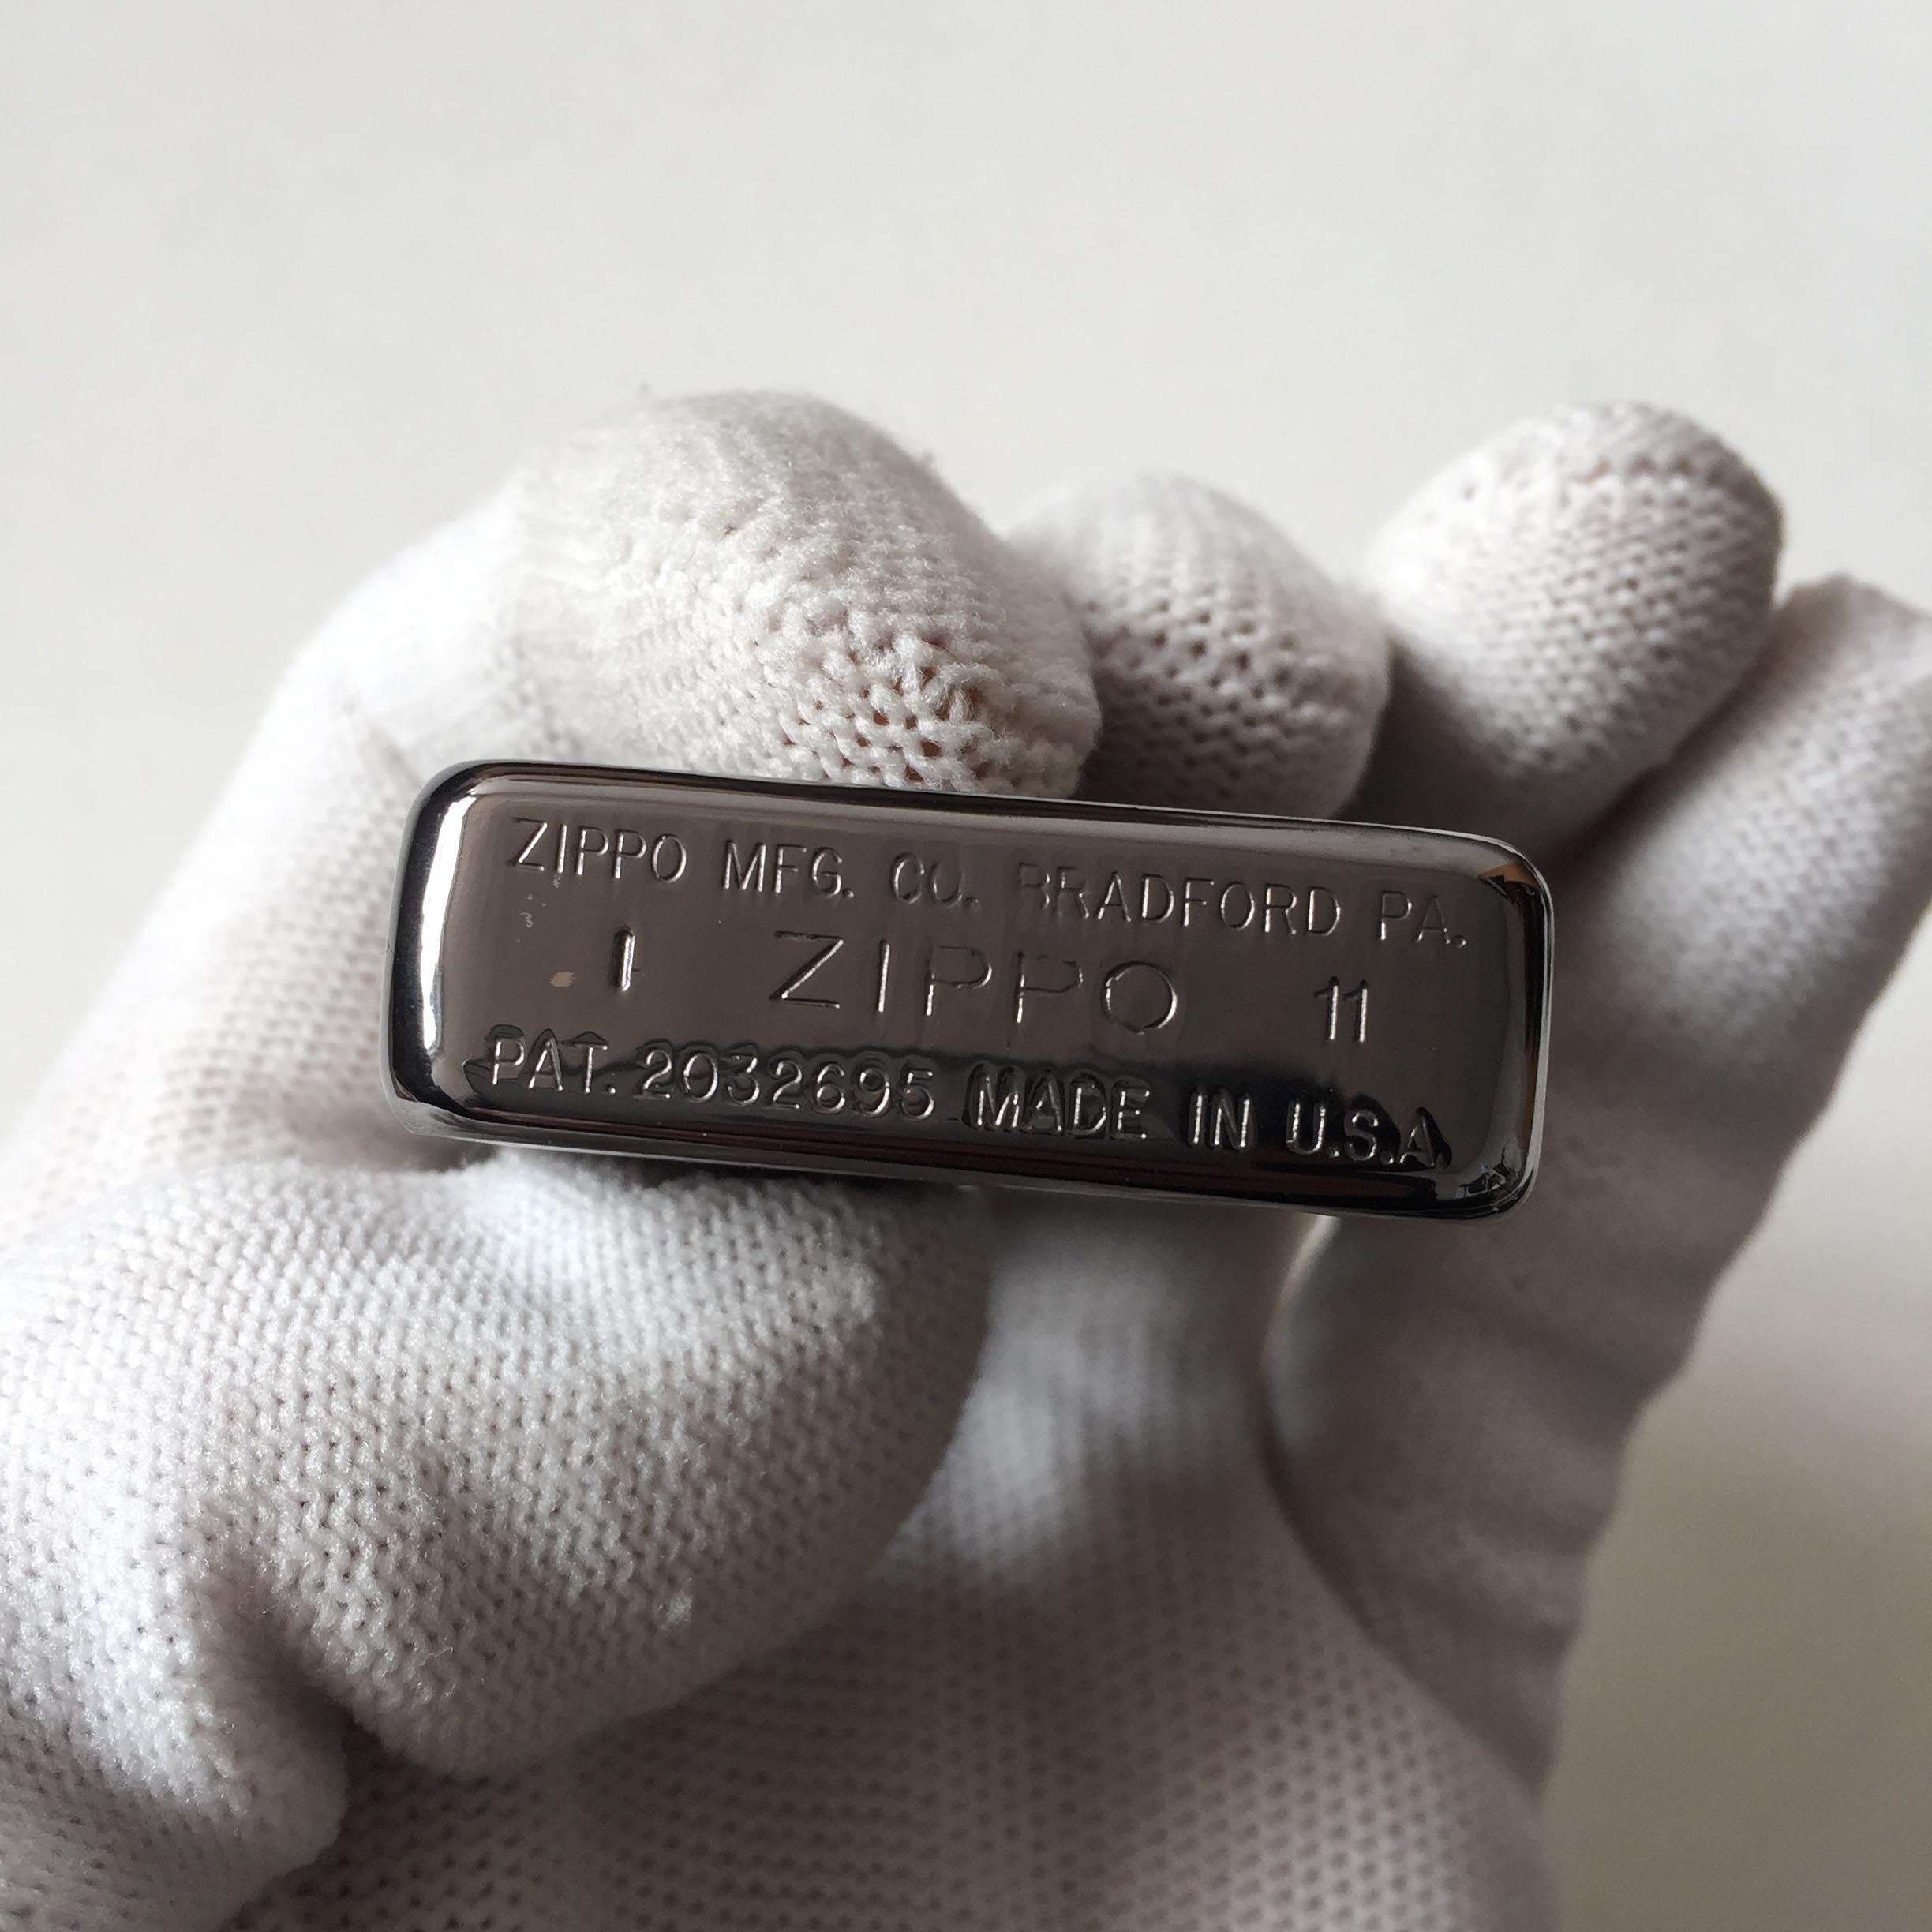 ZIPPO MFG. CO. BRADFORD PA.
I ZIPPO 11
PAT. 2032695 MADE IN U.S.A.